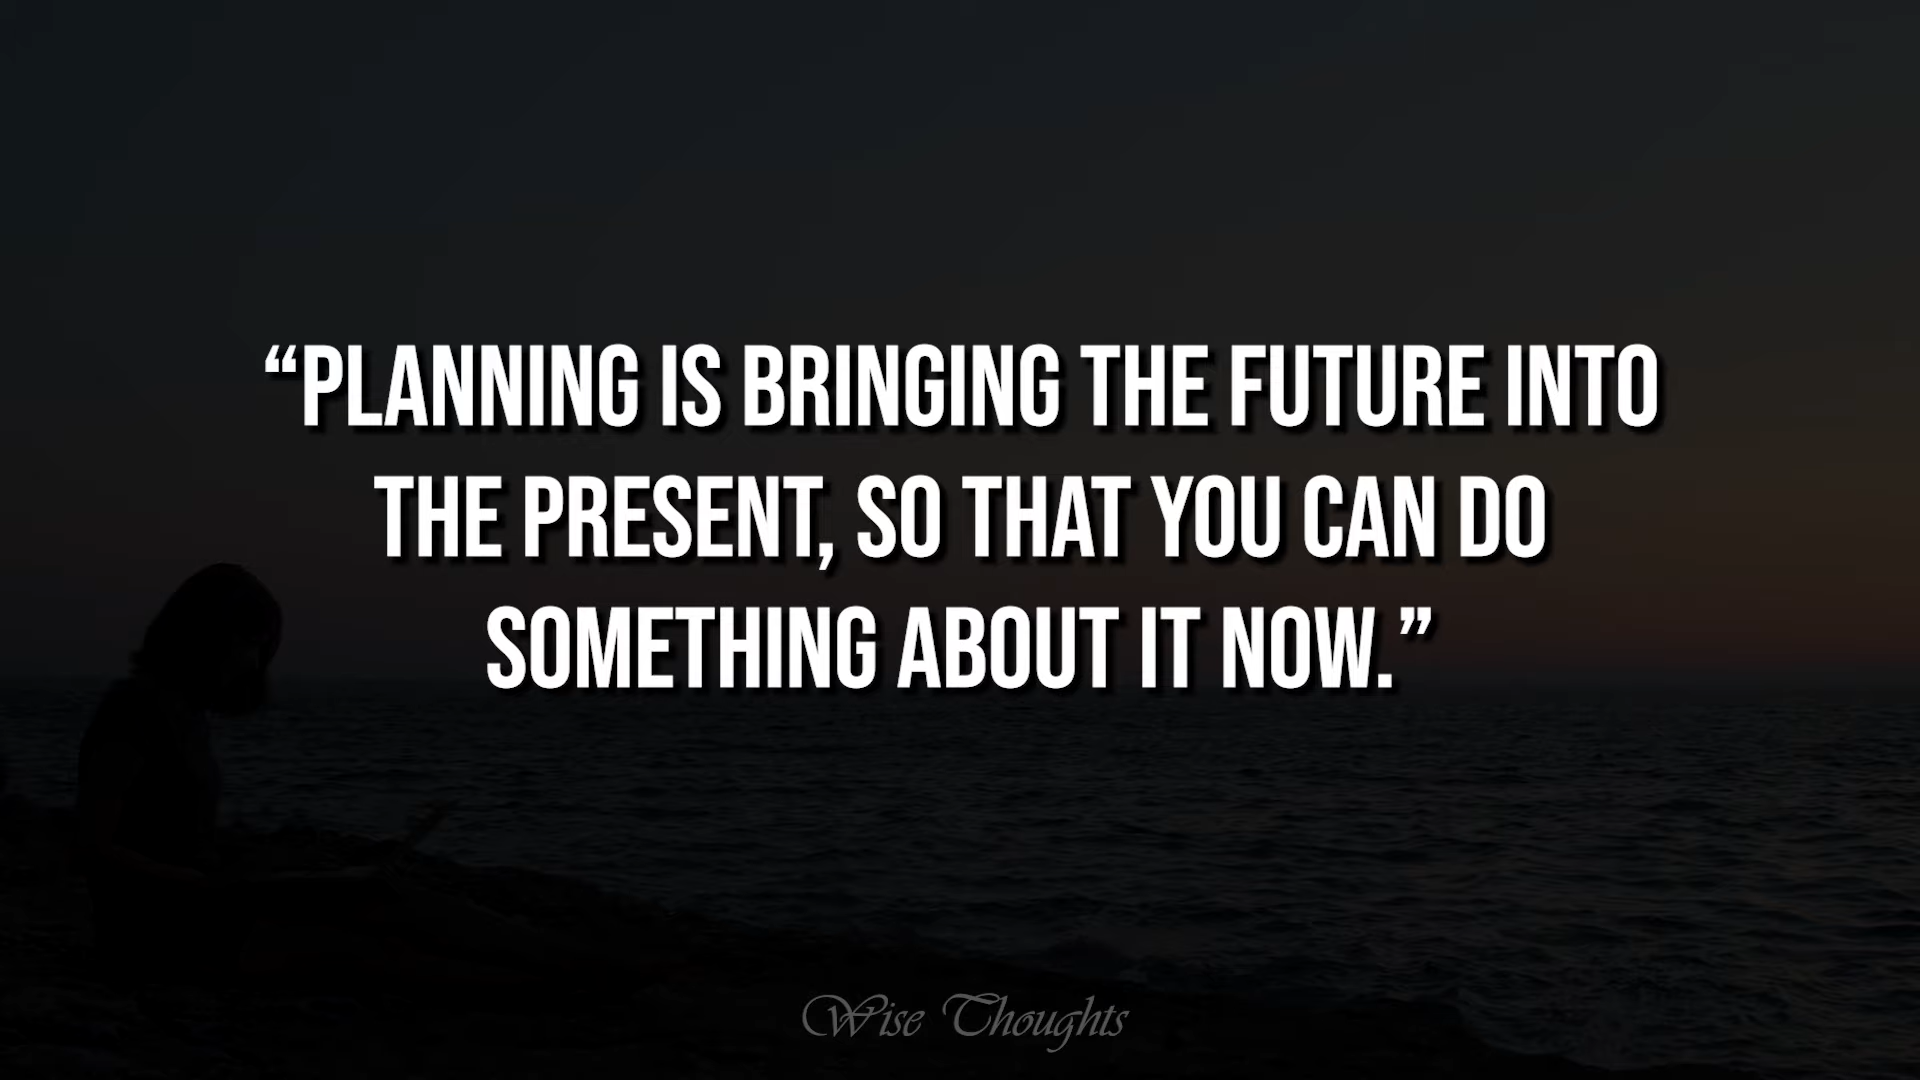 “PLANNING IS BRINGING THE FUTURE INTO
THE PRESENT, SO THAT YOU CAN DO
SOMETHING ABOUT IT NOW.”
Wise Thoughts